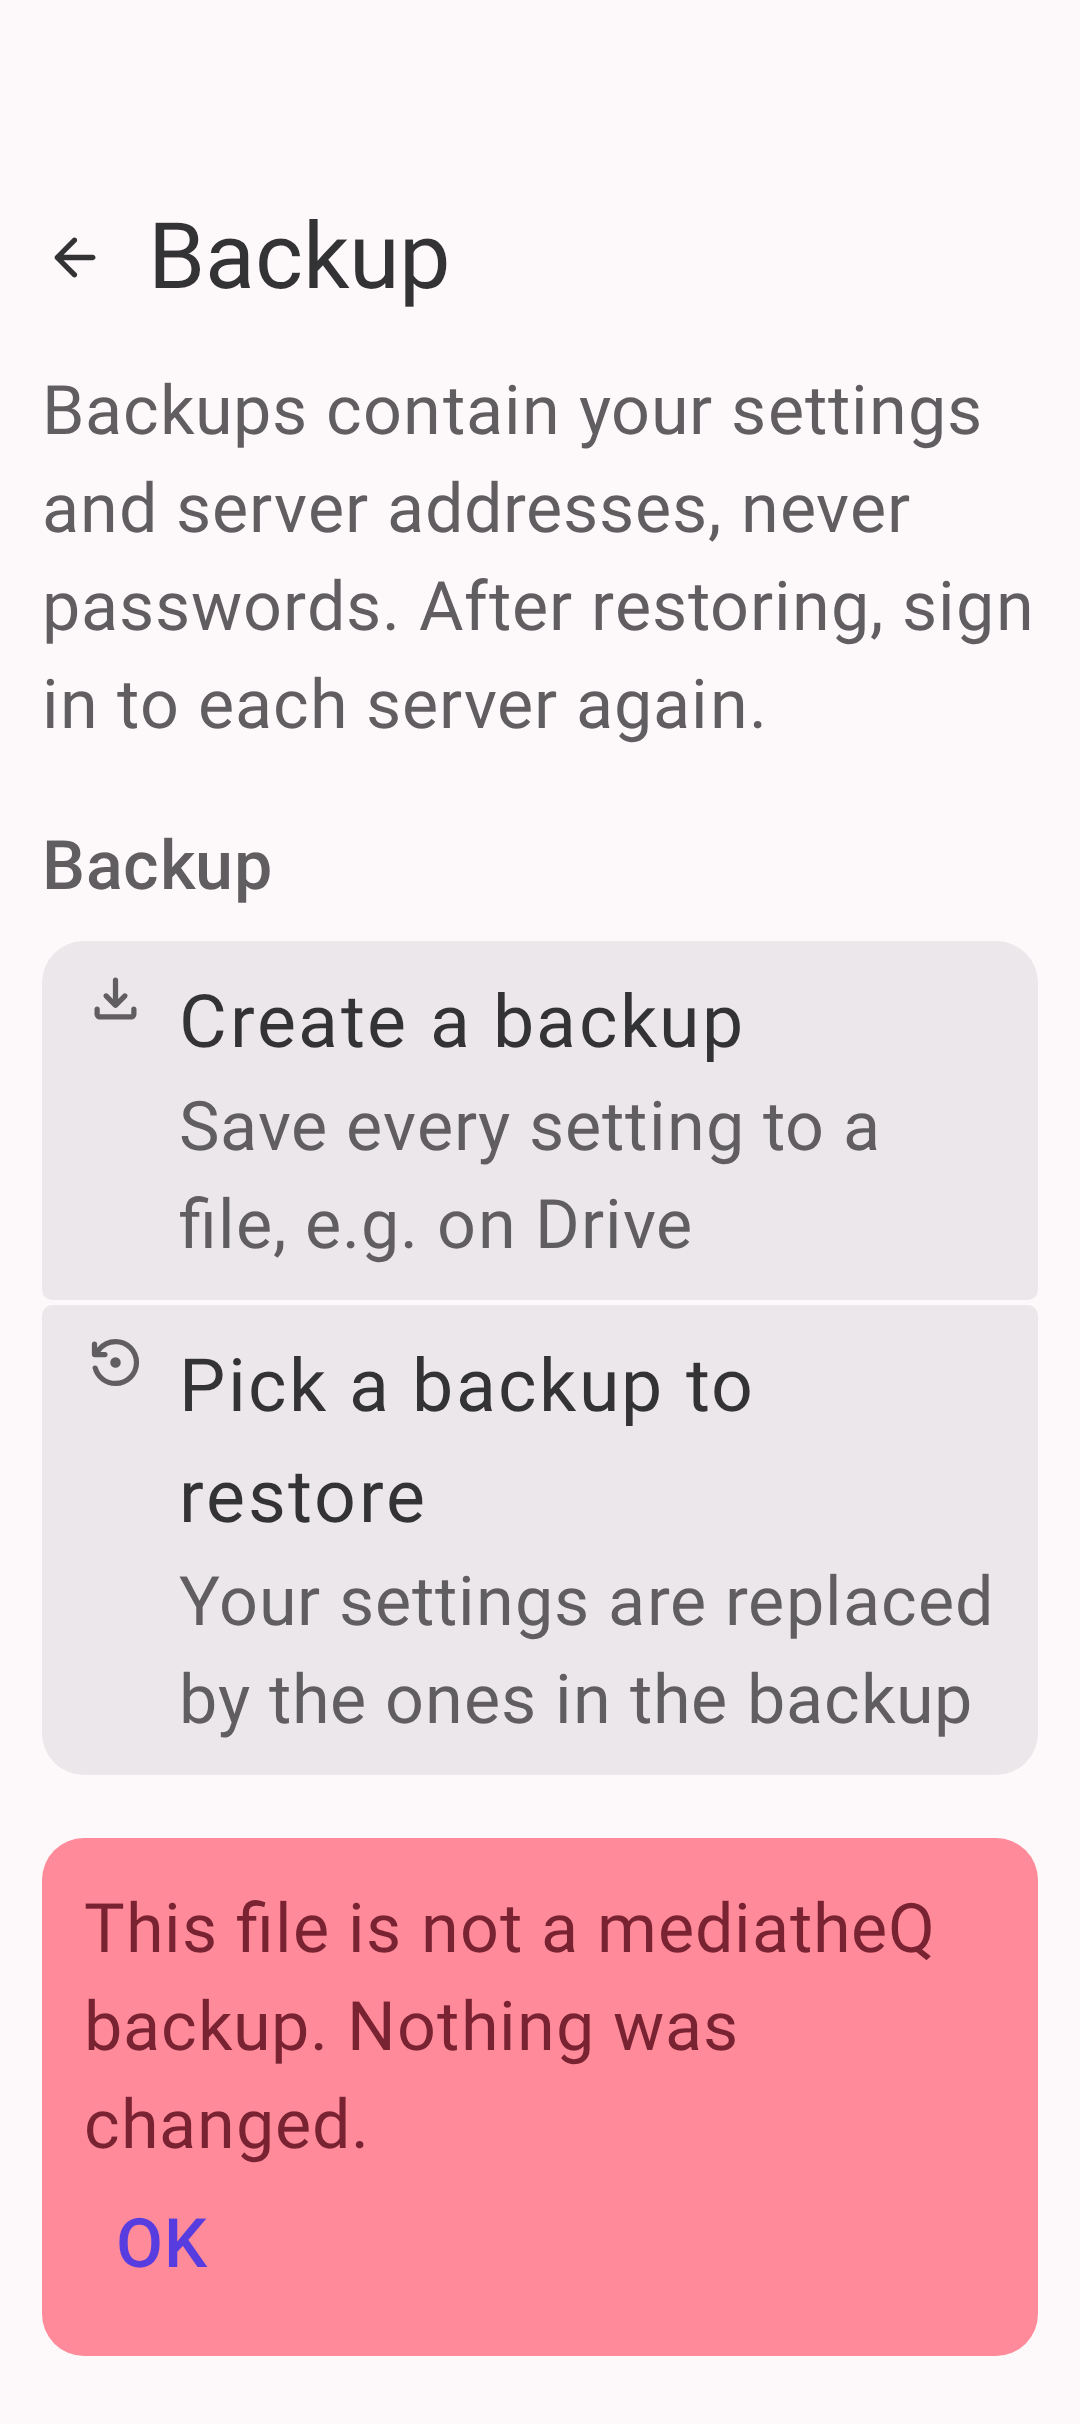 Backup
Backups contain your settings
and server addresses, never
passwords. After restoring, sign
in to each server again.
Backup
Create a backup
Save every setting to a
file, e.g. on Drive
Pick a backup to
restore
Your settings are replaced
by the ones in the backup
This file is not a mediatheQ
backup. Nothing was
changed.
OK